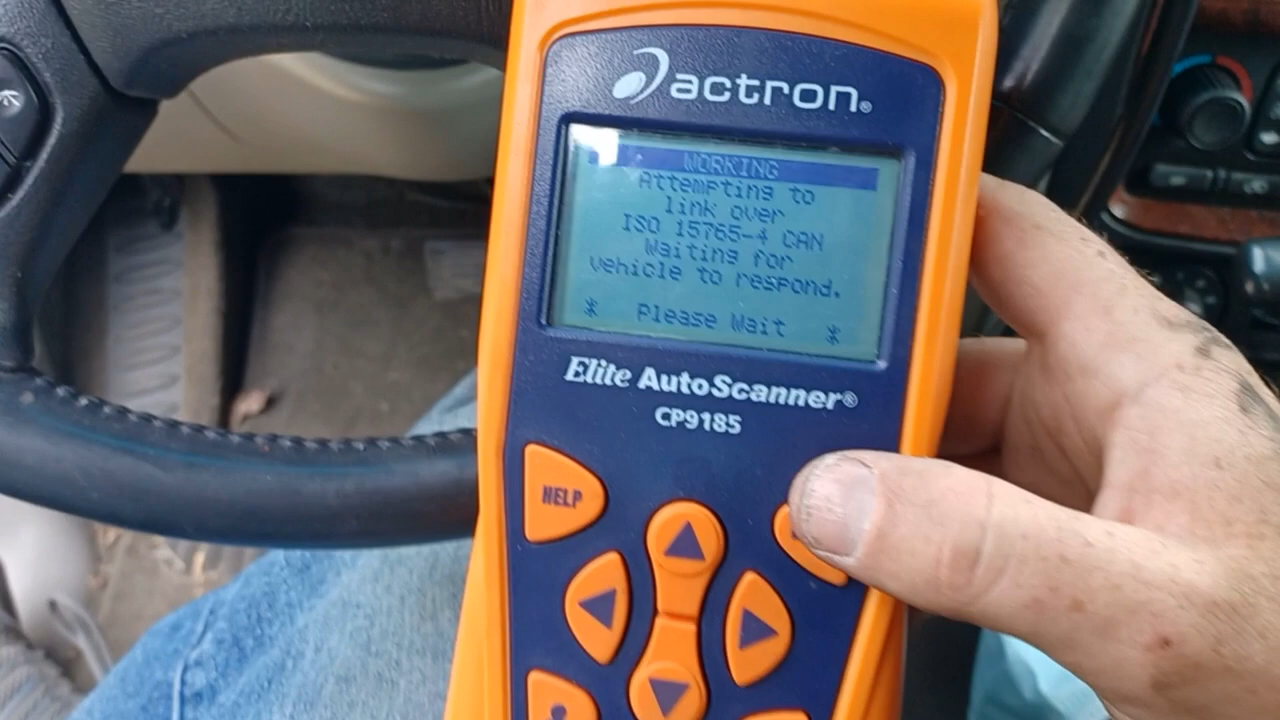 actron®
WORKING
Attempting to
link over
ISO 15765-4 CAN
Waiting for
vehicle to respond.
* Please Wait *
Elite AutoScanner®
CP9185
HELP